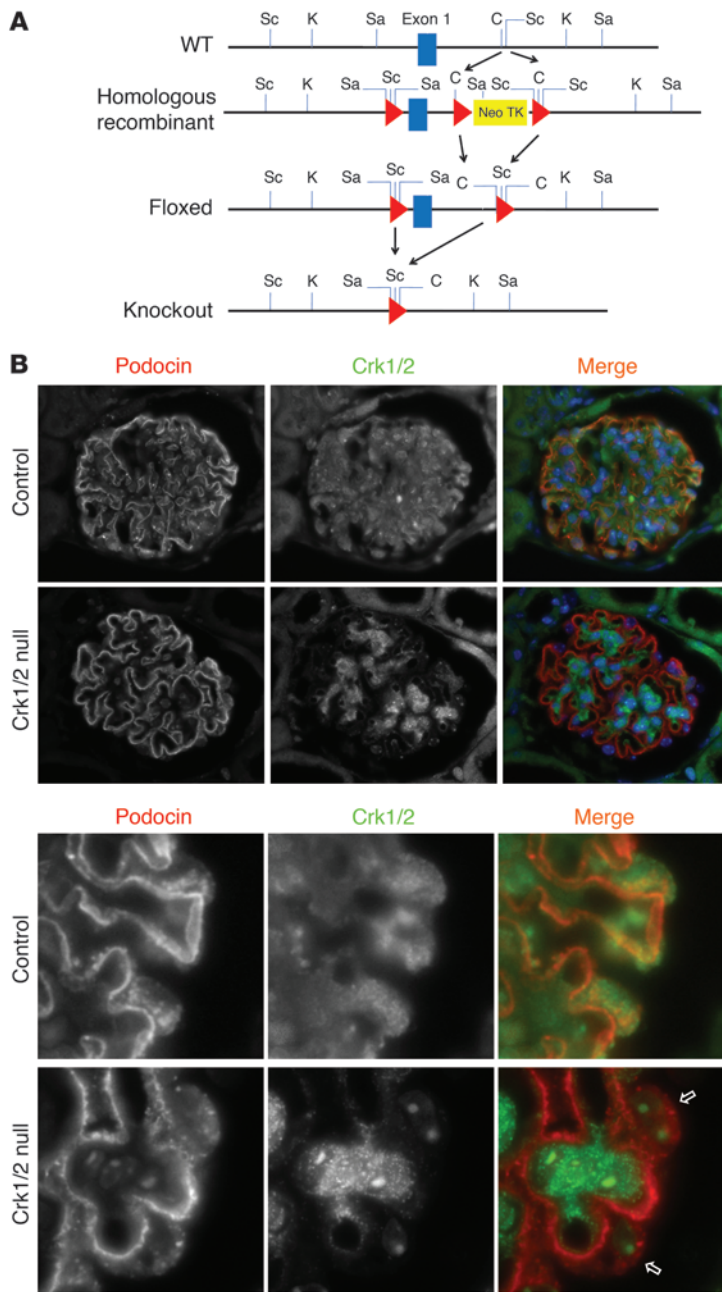 A
Sc K Sa Exon 1 C Sc K Sa
WT
Sc K Sa Sc Sa C Sa Sc C Sc K Sa
Homologous
recombinant
Neo TK
Sc K Sa Sc Sa C Sc C K Sa
Floxed
Sc K Sa Sc C K Sa
Knockout
B
Podocin Crk1/2 Merge
Control
Crk1/2 null
Podocin Crk1/2 Merge
Control
Crk1/2 null